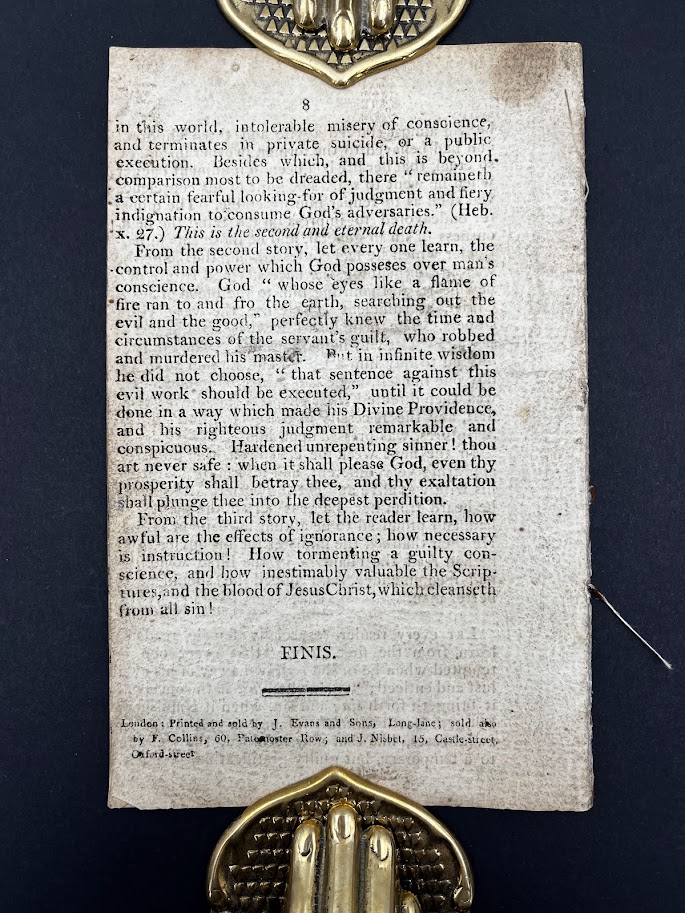 8
in this world, intolerable misery of conscience,
and terminates in private suicide, or a public
execution. Besides which, and this is beyond
comparison most to be dreaded, there “ remaineth
a certain fearful looking-for of judgment and fiery
indignation to consume God's adversaries.” (Heb.
x. 27.) This is the second and eternal death.
From the second story, let every one learn, the
control and power which God posseses over man's
conscience. God “ whose eyes like a flame of
fire ran to and fro the earth, searching out the
evil and the good,” perfectly knew the time and
circumstances of the servant's guilt, who robbed
and murdered his master. But in infinite wisdom
he did not choose, “ that sentence against this
evil work should be executed,” until it could be
done in a way which made his Divine Providence,
and his righteous judgment remarkable and
conspicuous. Hardened unrepenting sinner ! thou
art never safe : when it shall please God, even thy
prosperity shall betray thee, and thy exaltation
shall plunge thee into the deepest perdition.
From the third story, let the reader learn, how
awful are the effects of ignorance ; how necessary
is instruction ! How tormenting a guilty con-
science, and how inestimably valuable the Scrip-
tures, and the blood of Jesus Christ, which cleanseth
from all sin !
FINIS.
London : Printed and sold by J. Evans and Sons, Long-lane ; sold also
by F. Collins, 60, Paternoster Row ; and J. Nisbet, 15, Castle-street,
Oxford-street